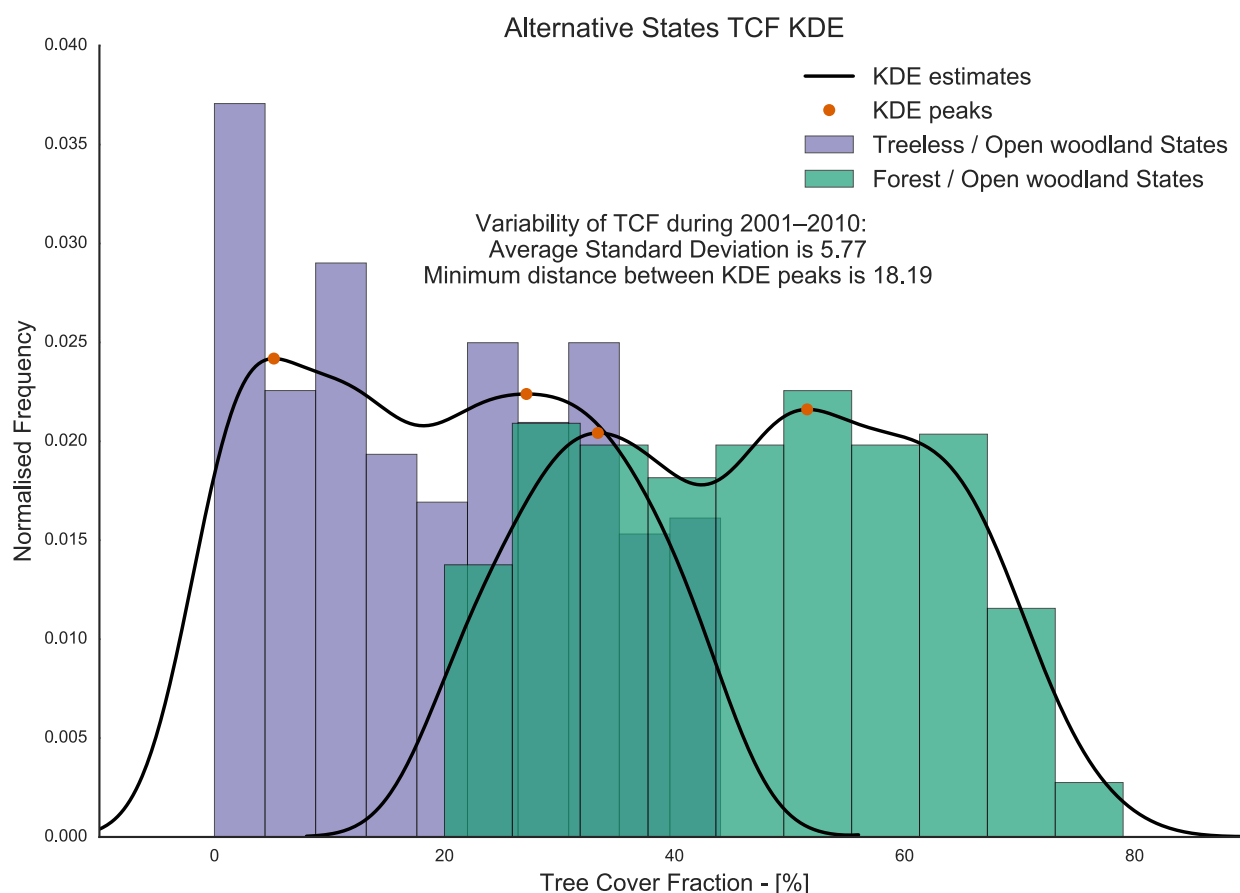 Alternative States TCF KDE
KDE estimates
KDE peaks
Treeless / Open woodland States
Forest / Open woodland States
Variability of TCF during 2001–2010:
Average Standard Deviation is 5.77
Minimum distance between KDE peaks is 18.19
Normalised Frequency
0.040
0.035
0.030
0.025
0.020
0.015
0.010
0.005
0.000
0
20
40
60
80
Tree Cover Fraction - [%]